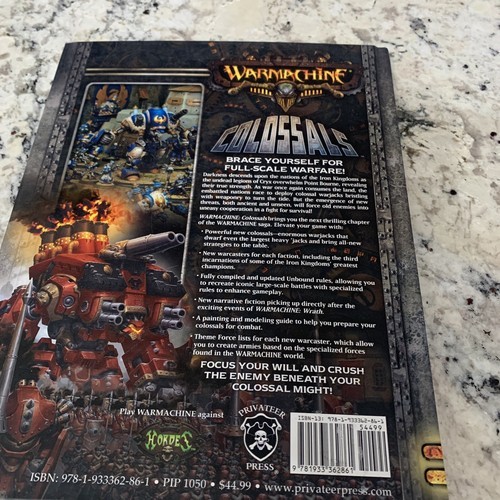 WARMACHINE
COLOSSALS
BRACE YOURSELF FOR
FULL-SCALE WARFARE!
Darkness descends upon the nations of the Iron Kingdoms as
the undead legions of Cryx overwhelm Point Bourne, revealing
their true strength. As war once again consumes the land, the
embattled nations race to deploy colossal warjacks bristling
with weaponry to turn the tide. But the emergence of new
threats, both ancient and unseen, will force old enemies into
uneasy cooperation in a fight for survival!
WARMACHINE: Colossals brings you the next thrilling chapter
of the WARMACHINE saga. Elevate your game with:
• Powerful new colossals—enormous warjacks that
dwarf even the largest heavy 'jacks and bring all-new
strategies to the table.
• New warcasters for each faction, including the third
incarnations of some of the Iron Kingdoms' greatest
champions.
• Fully compiled and updated Unbound rules, allowing you
to recreate iconic large-scale battles with specialized
rules to enhance gameplay.
• New narrative fiction picking up directly after the
exciting events of WARMACHINE: Wrath.
• A painting and modeling guide to help you prepare your
colossals for combat.
• Theme Force lists for each new warcaster, which allow
you to create armies based on the specialized forces
found in the WARMACHINE world.
FOCUS YOUR WILL AND CRUSH
THE ENEMY BENEATH YOUR
COLOSSAL MIGHT!
Play WARMACHINE against
HORDES
PRIVATEER
PRESS
ISBN-13: 978-1-933362-86-1
54499
9 781933 362861
ISBN: 978-1-933362-86-1 • PIP 1050 • $44.99 • www.privateerpress.com